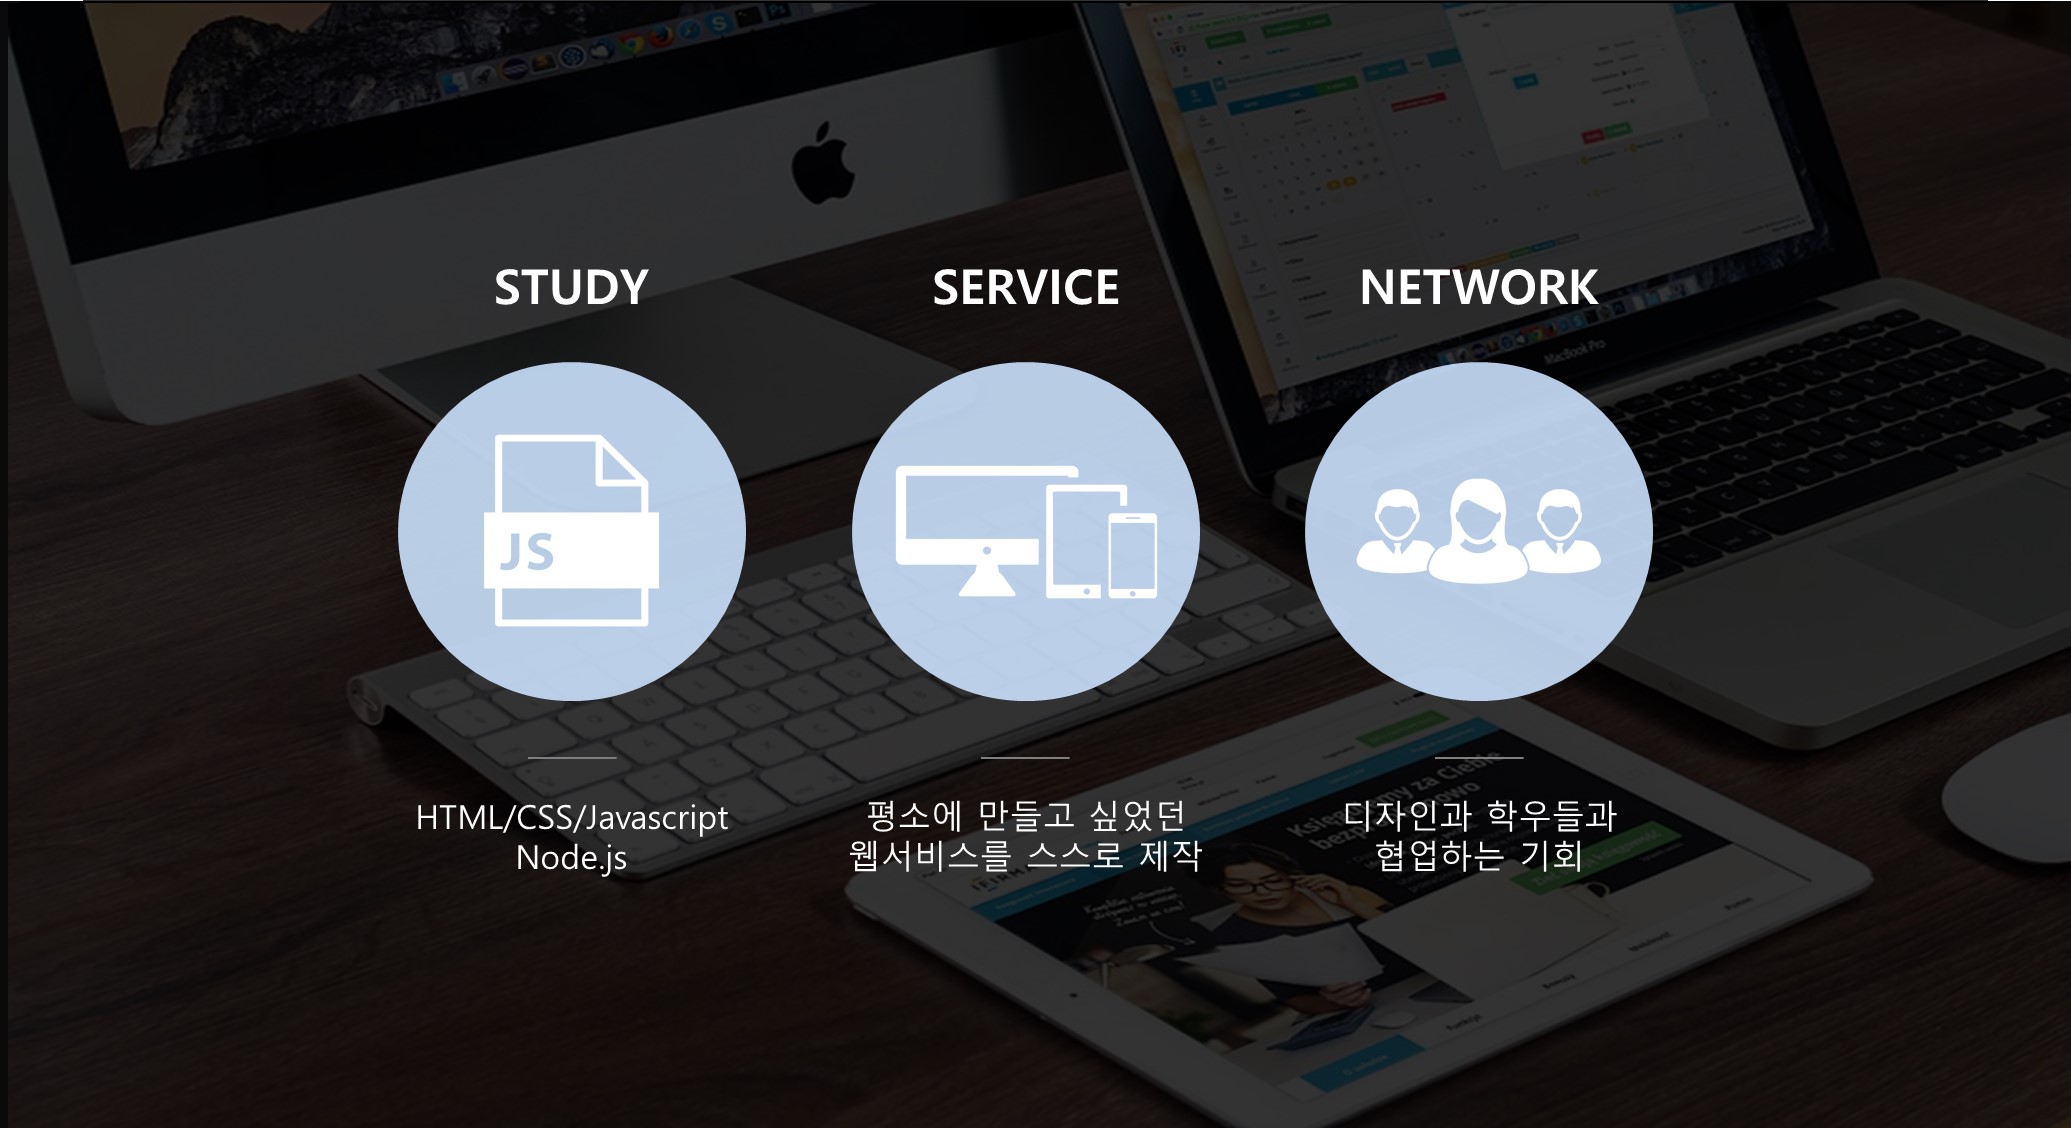 STUDY
SERVICE
NETWORK
JS
MacBook Pro
HTML/CSS/Javascript
Node.js
평소에 만들고 싶었던
웹서비스를 스스로 제작
디자인과 학우들과
협업하는 기회